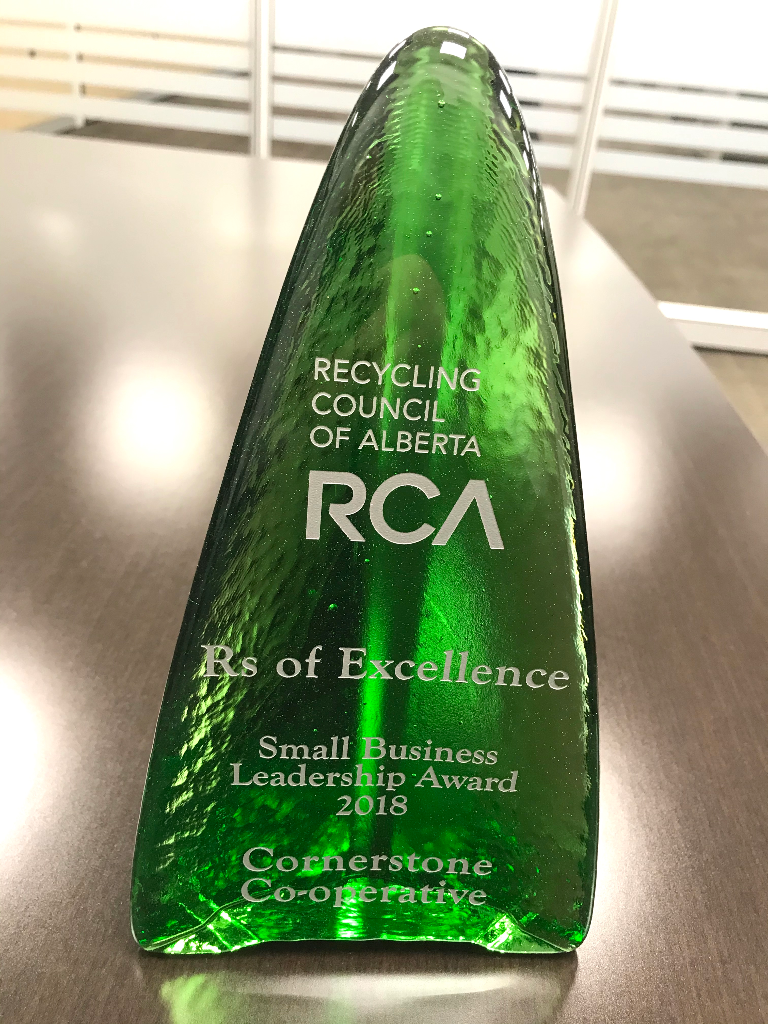 RECYCLING
COUNCIL
OF ALBERTA
RCA
Rs of Excellence
Small Business
Leadership Award
2018
Cornerstone
Co-operative